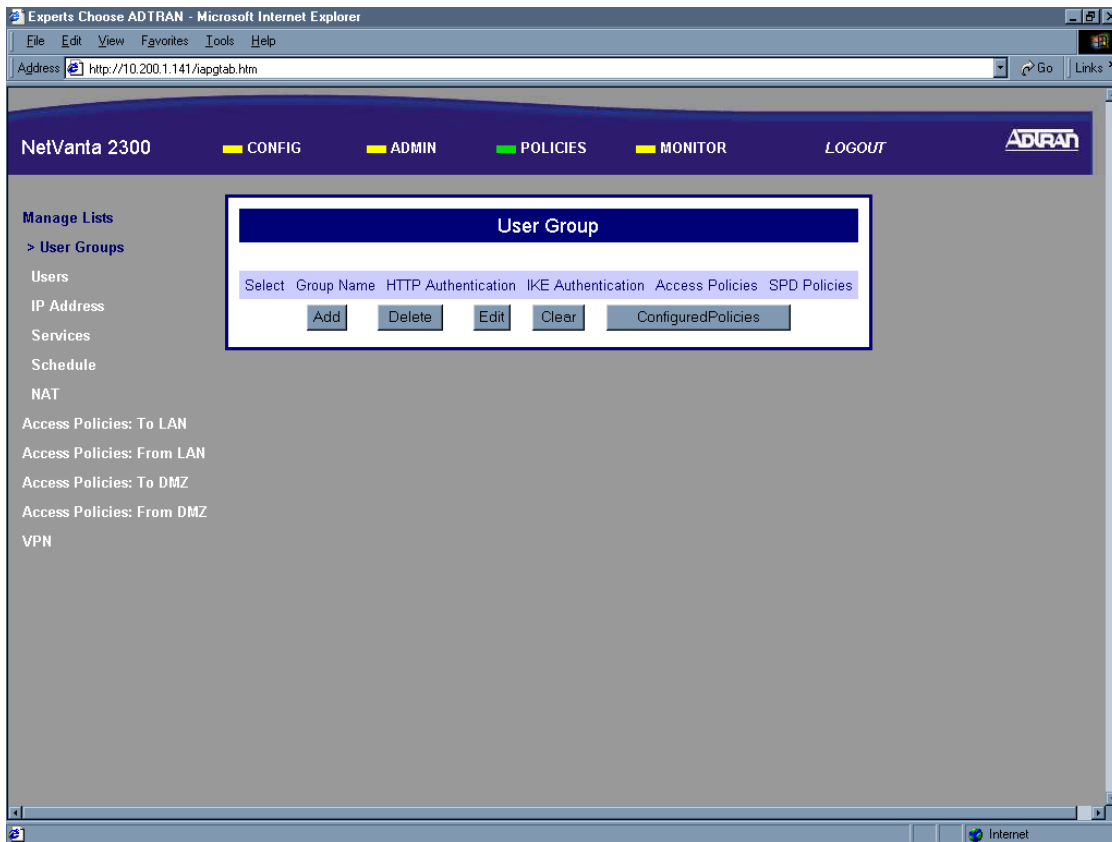 Experts Choose ADTRAN - Microsoft Internet Explorer
File Edit View Favorites Tools Help
Address http://10.200.1.141/iapgtab.htm Go Links
NetVanta 2300 CONFIG ADMIN POLICIES MONITOR LOGOUT ADTRAN
Manage Lists
> User Groups
Users
IP Address
Services
Schedule
NAT
Access Policies: To LAN
Access Policies: From LAN
Access Policies: To DMZ
Access Policies: From DMZ
VPN
User Group
Select Group Name HTTP Authentication IKE Authentication Access Policies SPD Policies
Add Delete Edit Clear ConfiguredPolicies
Internet